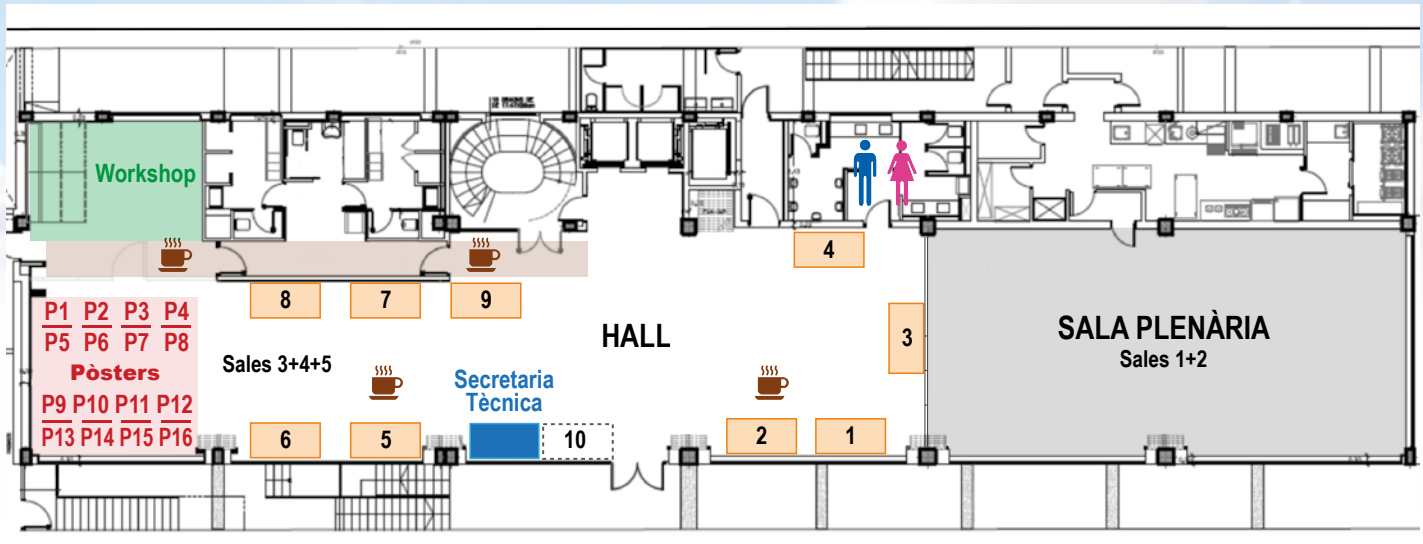 Workshop
4
8
7
9
3
P1 P2 P3 P4
P5 P6 P7 P8
Pòsters
P9 P10 P11 P12
P13 P14 P15 P16
Sales 3+4+5
HALL
SALA PLENÀRIA
Sales 1+2
Secretaria
Tècnica
6
5
10
2
1